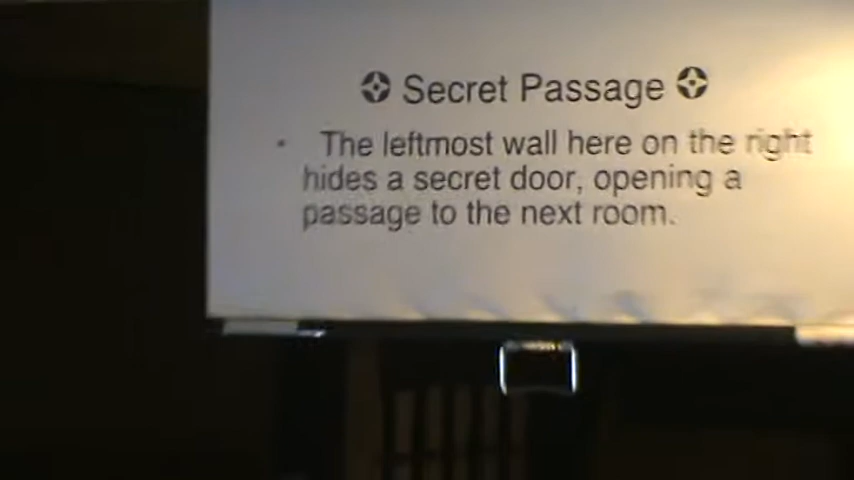 Secret Passage
• The leftmost wall here on the right
hides a secret door, opening a
passage to the next room.